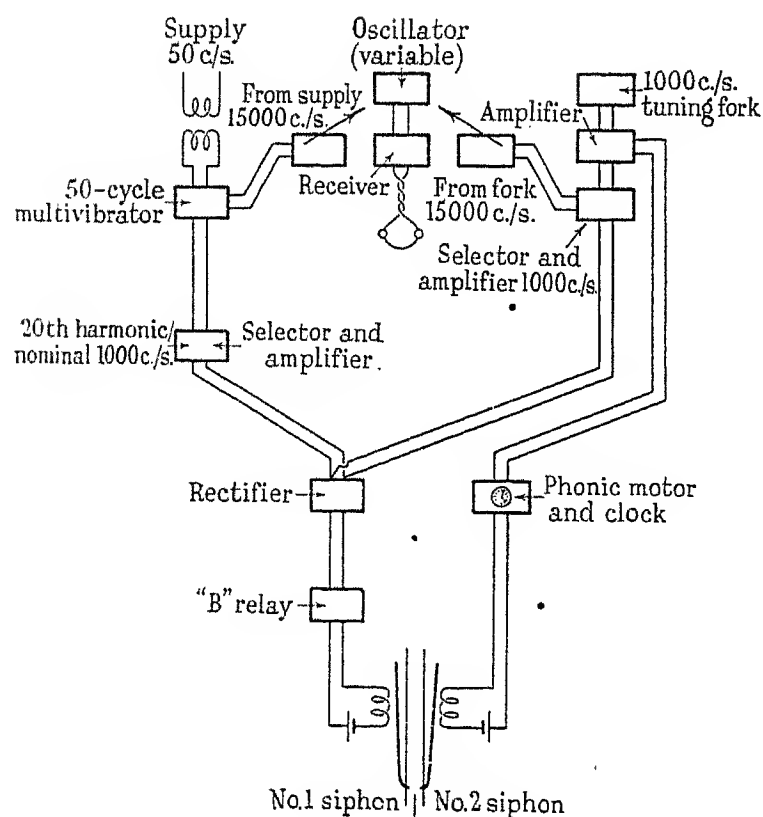 Supply
50 c/s.
Oscillator
(variable)
From supply
15000 c./s.
1000 c./s.
tuning fork
Amplifier
Receiver
From fork
15000 c./s.
50-cycle
multivibrator
Selector and
amplifier 1000 c./s.
20th harmonic/
nominal 1000 c./s.
Selector and
amplifier.
Rectifier
Phonic motor
and clock
"B" relay
No.1 siphon
No.2 siphon